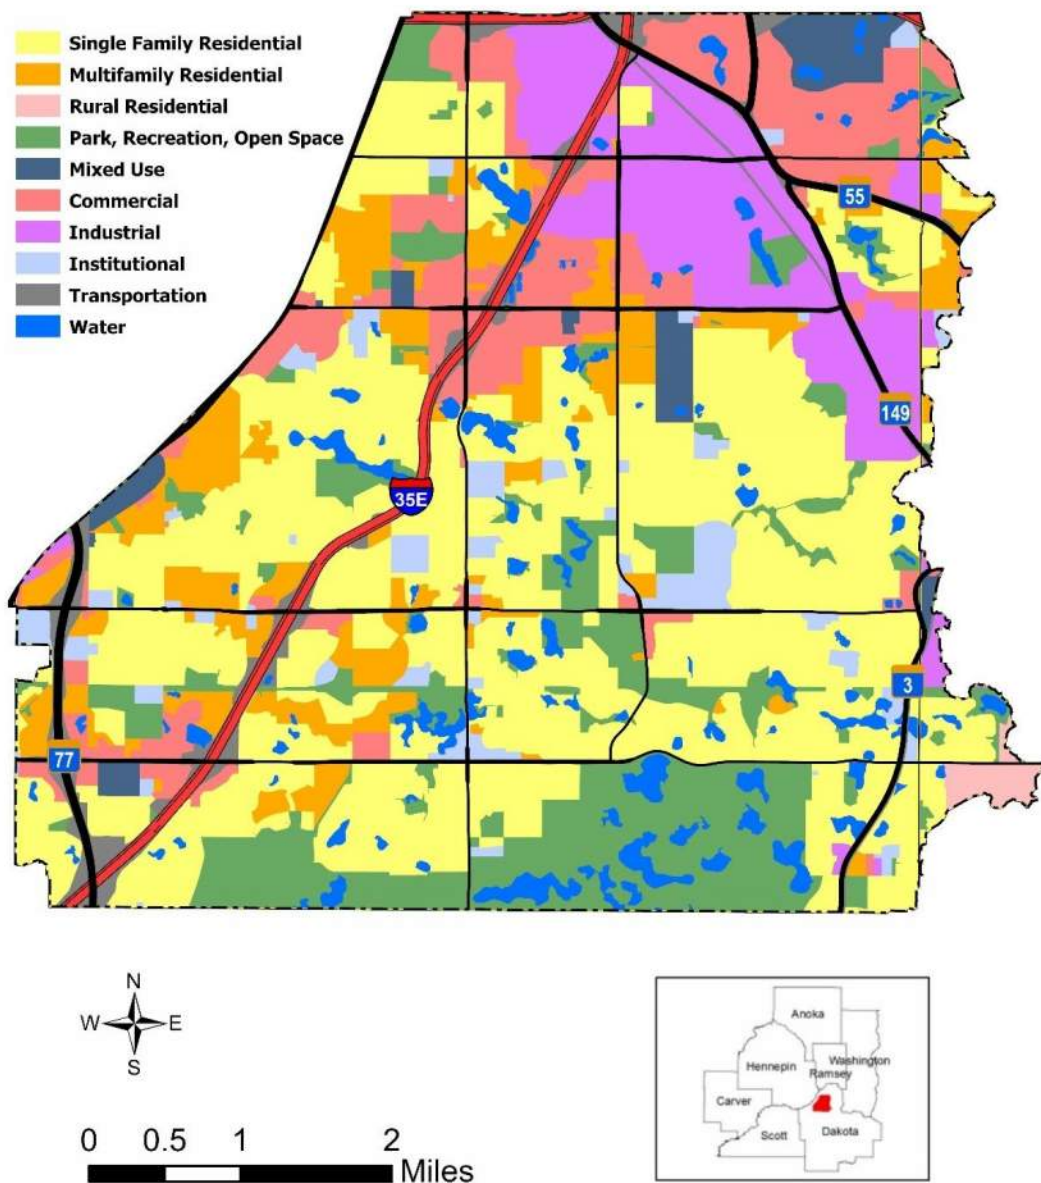 Single Family Residential
Multifamily Residential
Rural Residential
Park, Recreation, Open Space
Mixed Use
Commercial
Industrial
Institutional
Transportation
Water
55
149
35E
3
77
N
W E
S
0 0.5 1 2
Miles
Anoka
Hennepin
Washington
Ramsey
Carver
Scott
Dakota